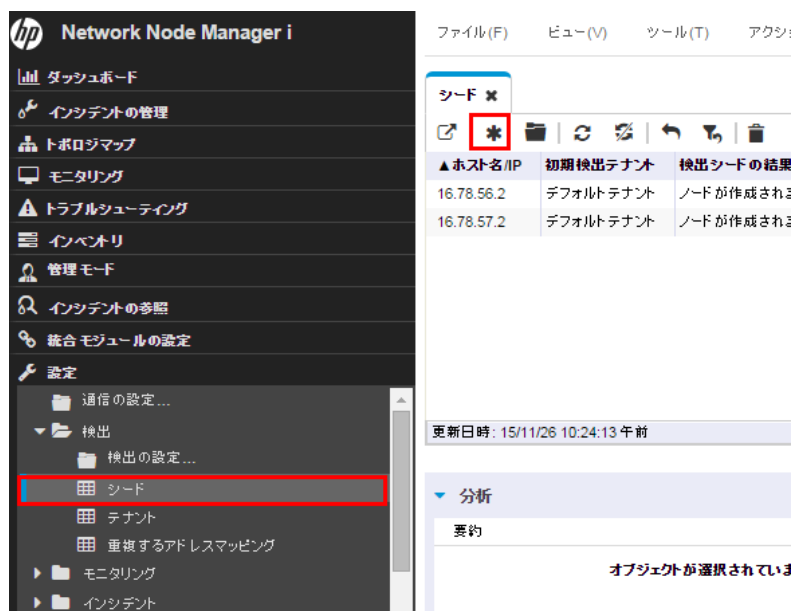 hp Network Node Manager i
ダッシュボード
インシデントの管理
トポロジマップ
モニタリング
トラブルシューティング
インベントリ
管理モード
インシデントの参照
統合モジュールの設定
設定
通信の設定...
検出
検出の設定...
シード
テナント
重複するアドレスマッピング
モニタリング
インシデント
ファイル(F) ビュー(V) ツール(T) アクショ
シード
▲ホスト名/IP 初期検出テナント 検出シードの結果
16.78.56.2 デフォルトテナント ノードが作成されま
16.78.57.2 デフォルトテナント ノードが作成されま
更新日時: 15/11/26 10:24:13 午前
分析
要約
オブジェクトが選択されていま